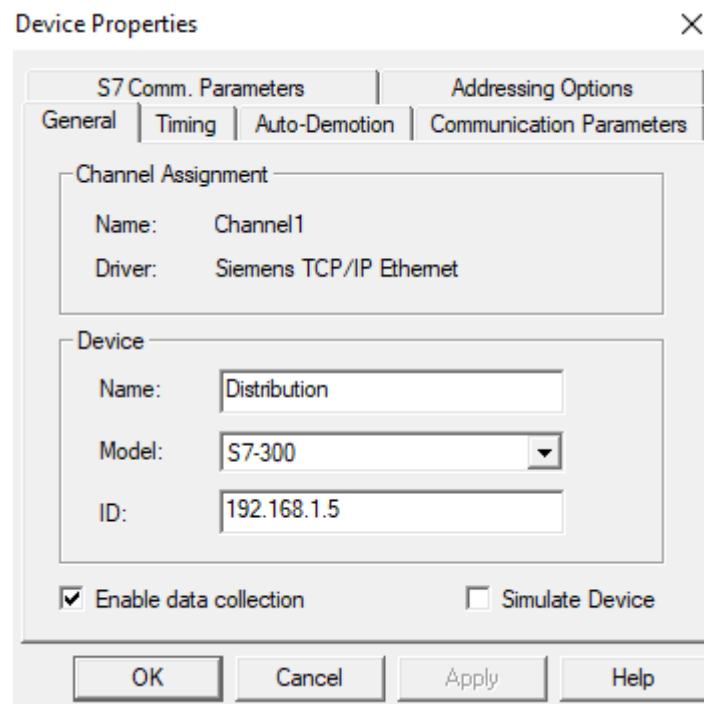 Device Properties
S7 Comm. Parameters Addressing Options
General Timing Auto-Demotion Communication Parameters
Channel Assignment
Name: Channel1
Driver: Siemens TCP/IP Ethernet
Device
Name: Distribution
Model: S7-300
ID: 192.168.1.5
Enable data collection Simulate Device
OK Cancel Apply Help